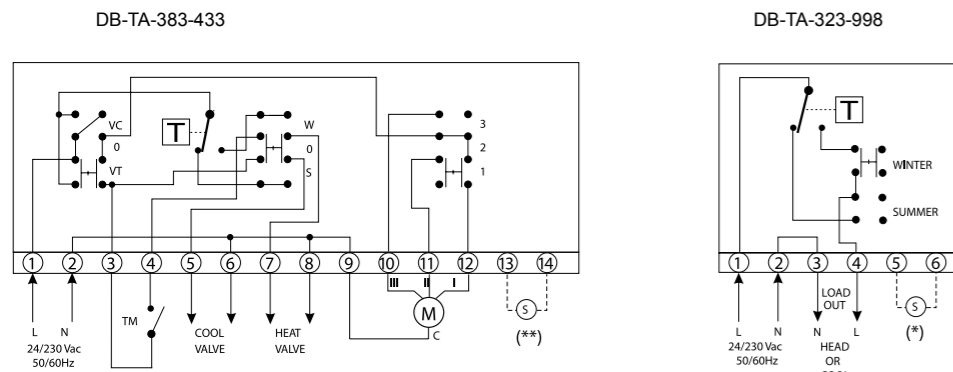 DB-TA-383-433
DB-TA-323-998
VC
0
VT
T
W
0
S
3
2
1
1 2 3 4 5 6 7 8 9 10 11 12 13 14
III II I
L N
24/230 Vac
50/60Hz
TM
COOL
VALVE
HEAT
VALVE
M
C
S
(**)
T
WINTER
SUMMER
1 2 3 4 5 6
LOAD
OUT
L N N L
24/230 Vac
50/60Hz
HEAD
OR
S
(*)